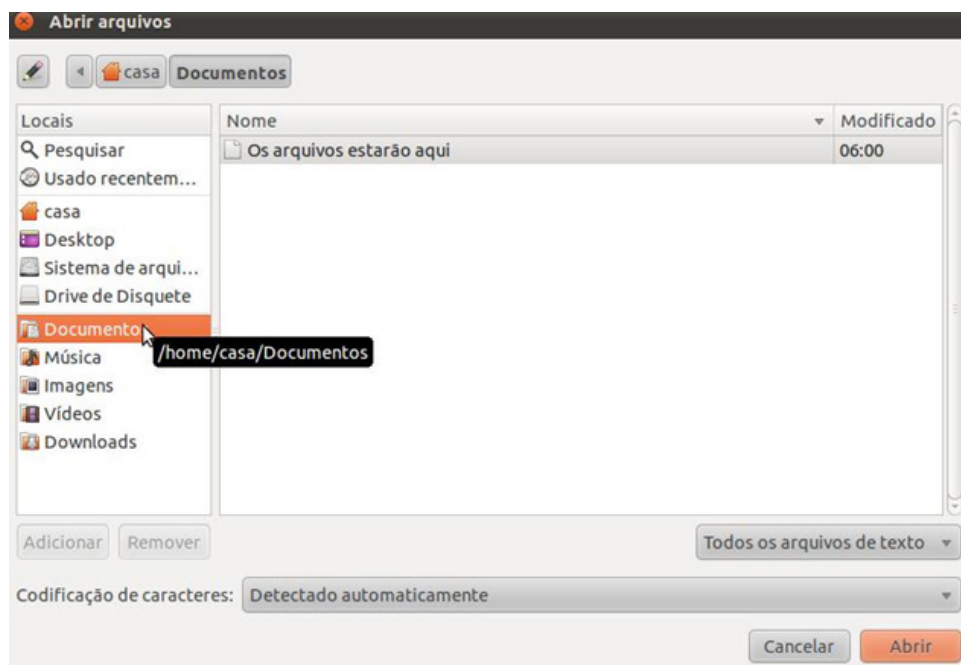 Abrir arquivos
casa Documentos
Locais
Pesquisar
Usado recentem...
casa
Desktop
Sistema de arqui...
Drive de Disquete
Documento
Música
Imagens
Vídeos
Downloads
Nome Modificado
Os arquivos estarão aqui 06:00
/home/casa/Documentos
Adicionar Remover
Todos os arquivos de texto
Codificação de caracteres: Detectado automaticamente
Cancelar Abrir